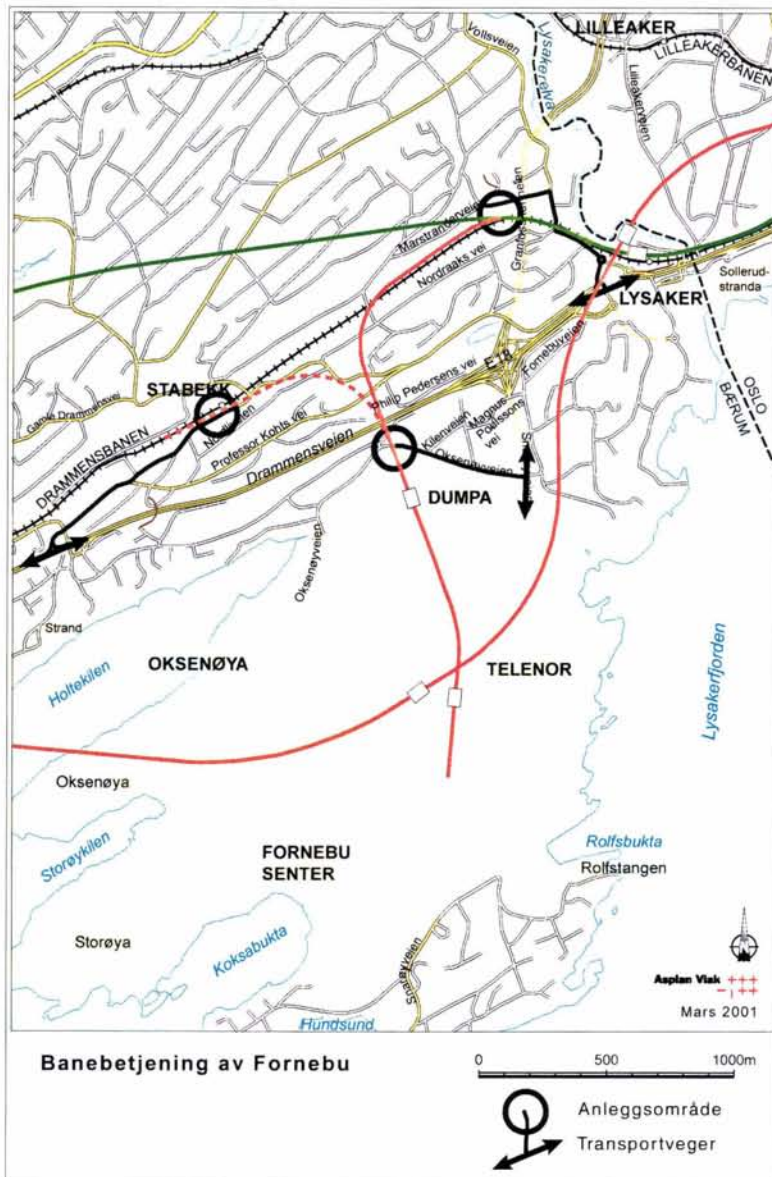 LILLEAKER
LILLEAKERBANEN
Vollsveien
Lysakerelva
Lilleakerveien
Marstranderveien
Nordraaks vei
Sollerud-
stranda
LYSAKER
E18
Fornebuveien
OSLO
BÆRUM
STABEKK
Gamle Drammensvei
Philip Pedersens vei
Professor Kohts vei
DRAMMENSBANEN
Drammensveien
Kilenveien
Magnus
Poulssons
vei
Oksenøyveien
DUMPA
Oksenøyveien
Strand
OKSENØYA
TELENOR
Holtekilen
Lysakerfjorden
Oksenøya
Storøykilen
FORNEBU
SENTER
Rolfsbukta
Rolfstangen
Storøya
Koksabukta
Storøyveien
Hundsund
Asplan Viak
Mars 2001
Banebetjening av Fornebu
0 500 1000m
Anleggsområde
Transportveger